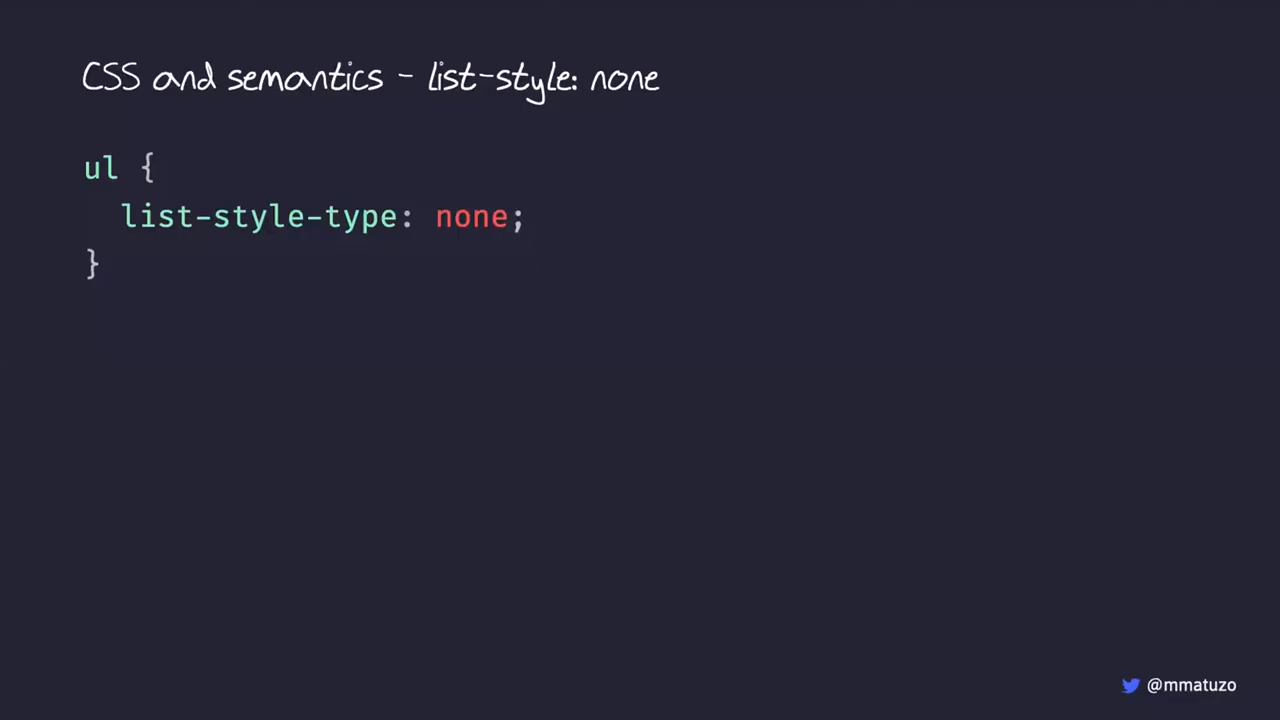 CSS and semantics - list-style: none
ul {
list-style-type: none;
}
@mmatuzo